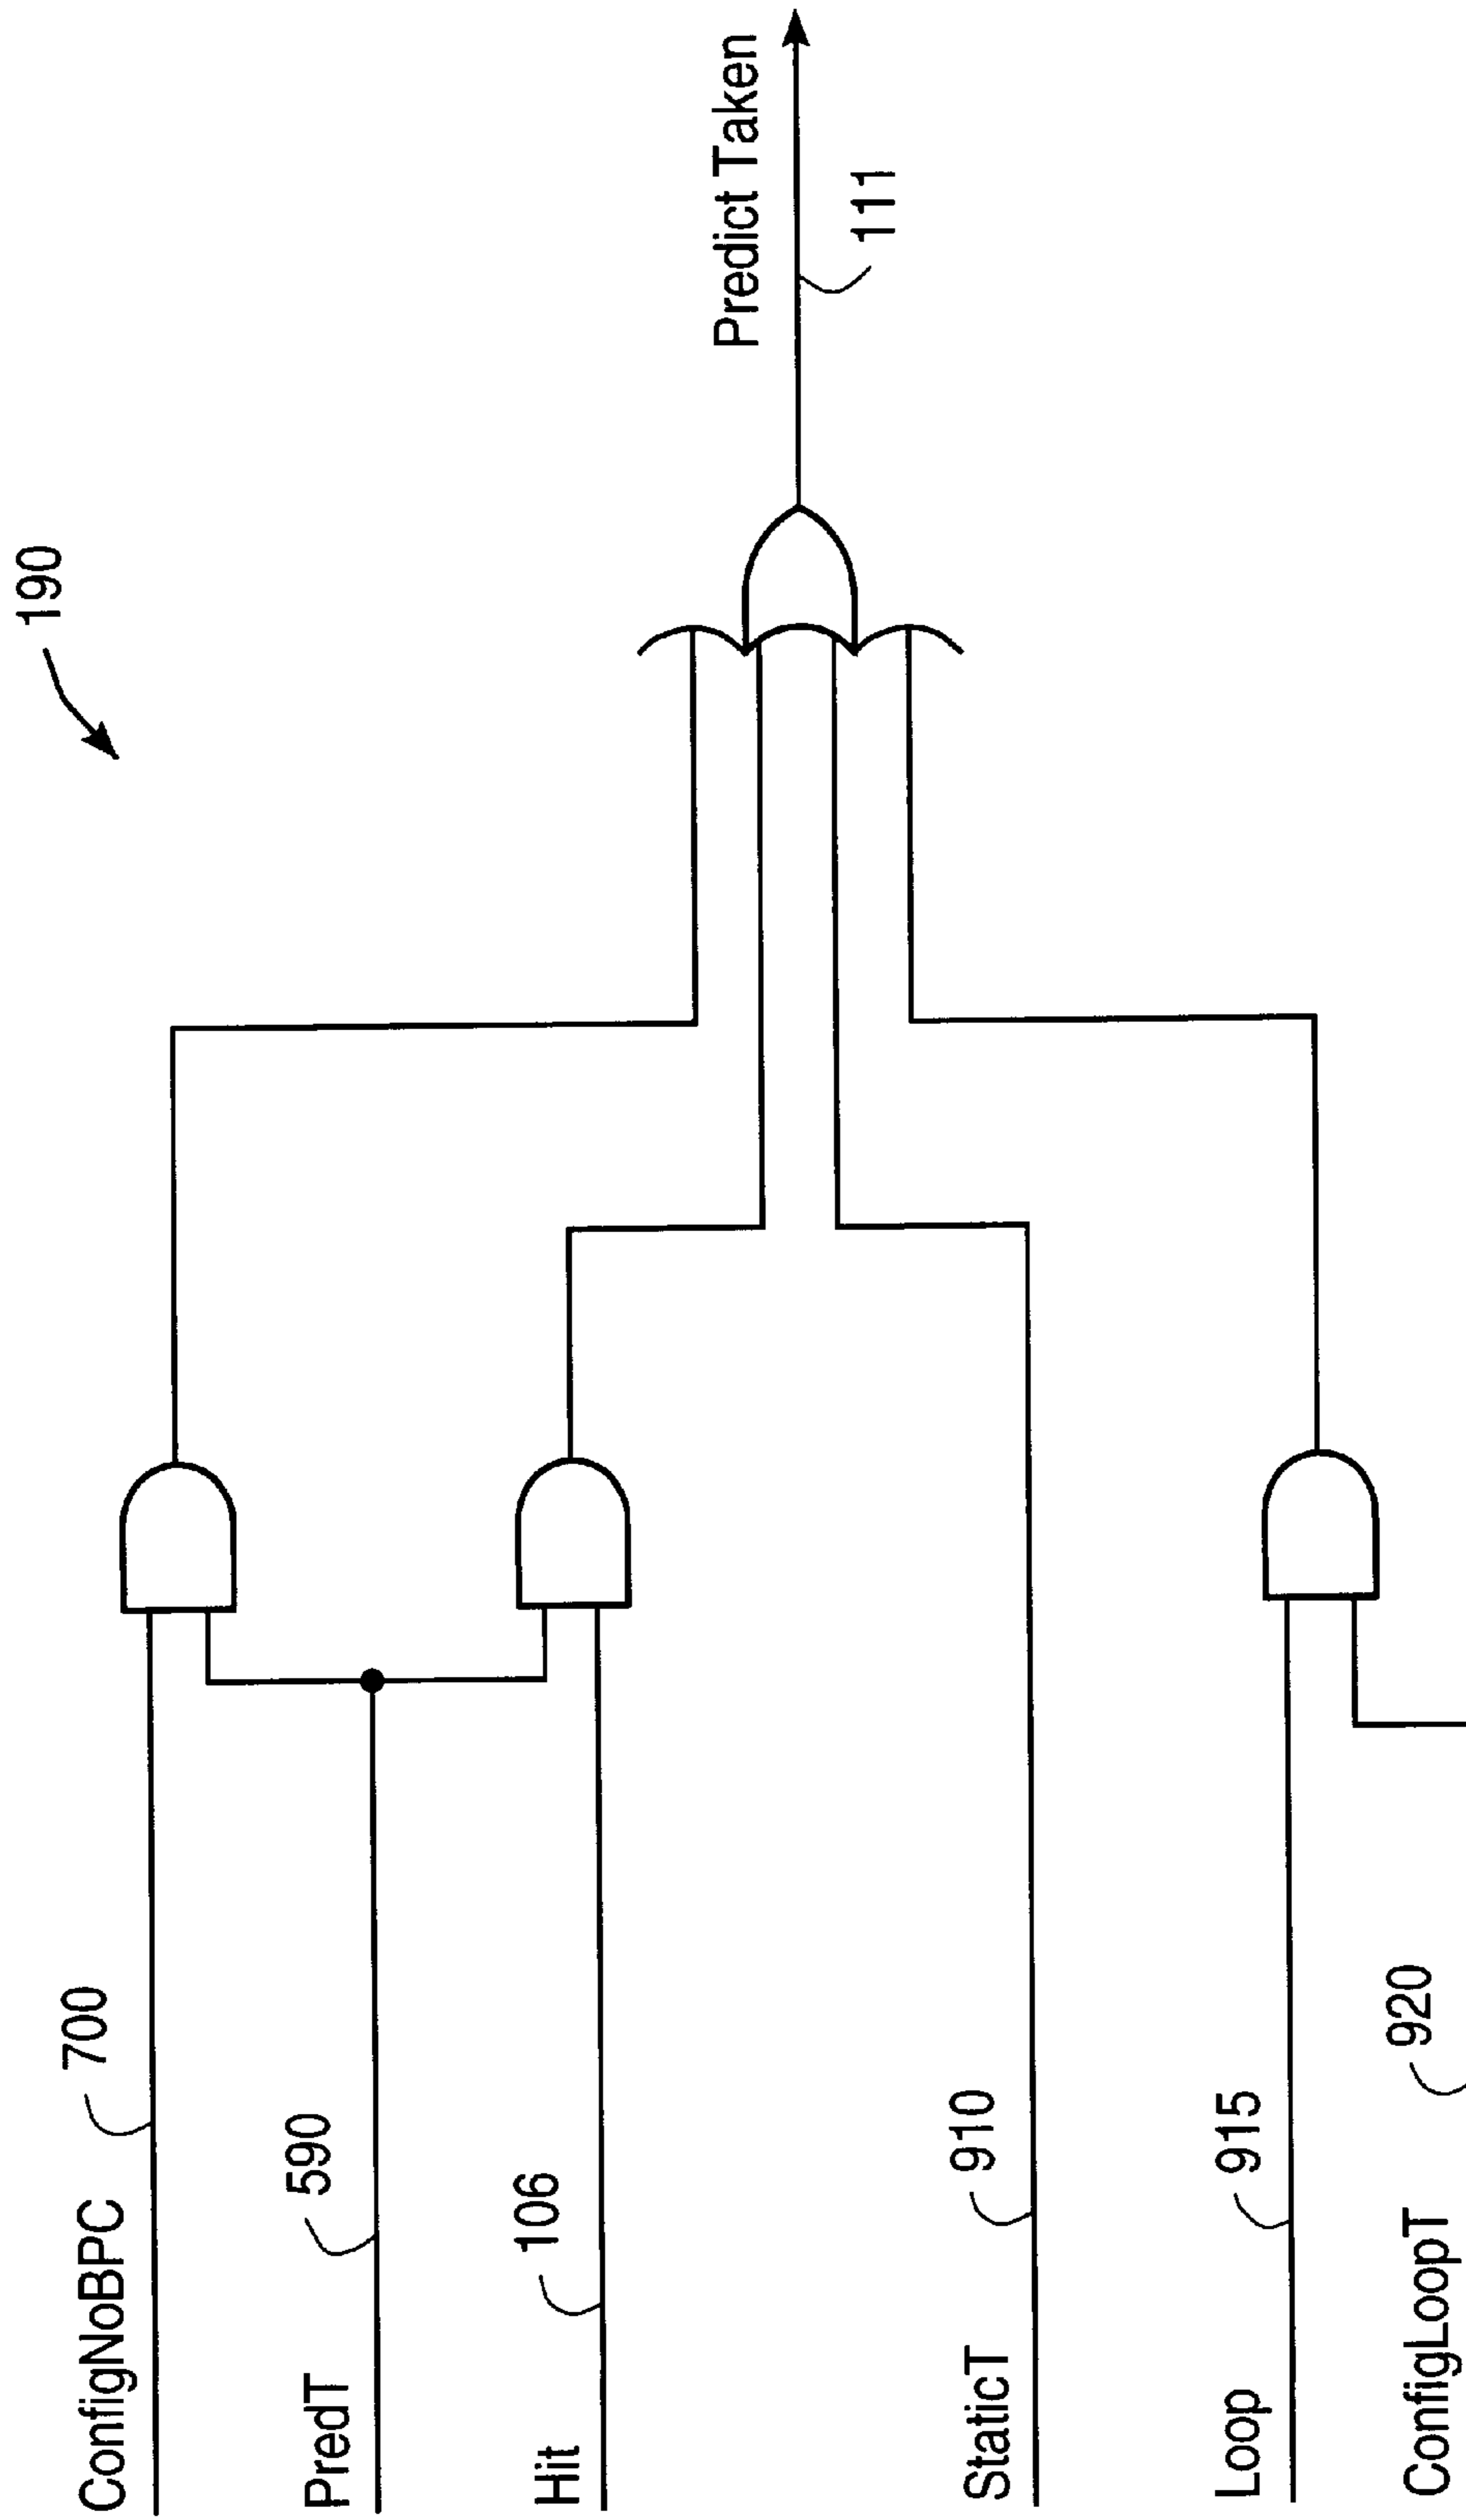 190
ConfigNoBPC
700
PredT
590
Hit
106
StaticT
910
Loop
915
ConfigLoopT
920
Predict Taken
111